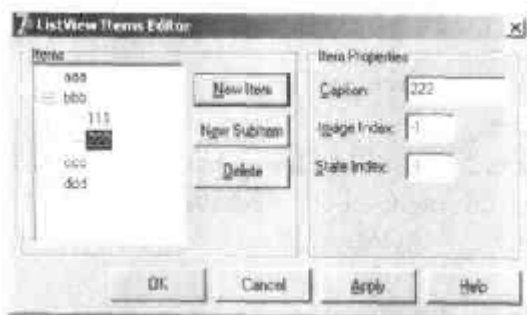 ListView Items Editor
Items
aaa
bbb
111
222
ccc
ddd
New Item
New Subitem
Delete
Item Properties
Caption: 222
Image Index: -1
State Index: -1
OK
Cancel
Apply
Help